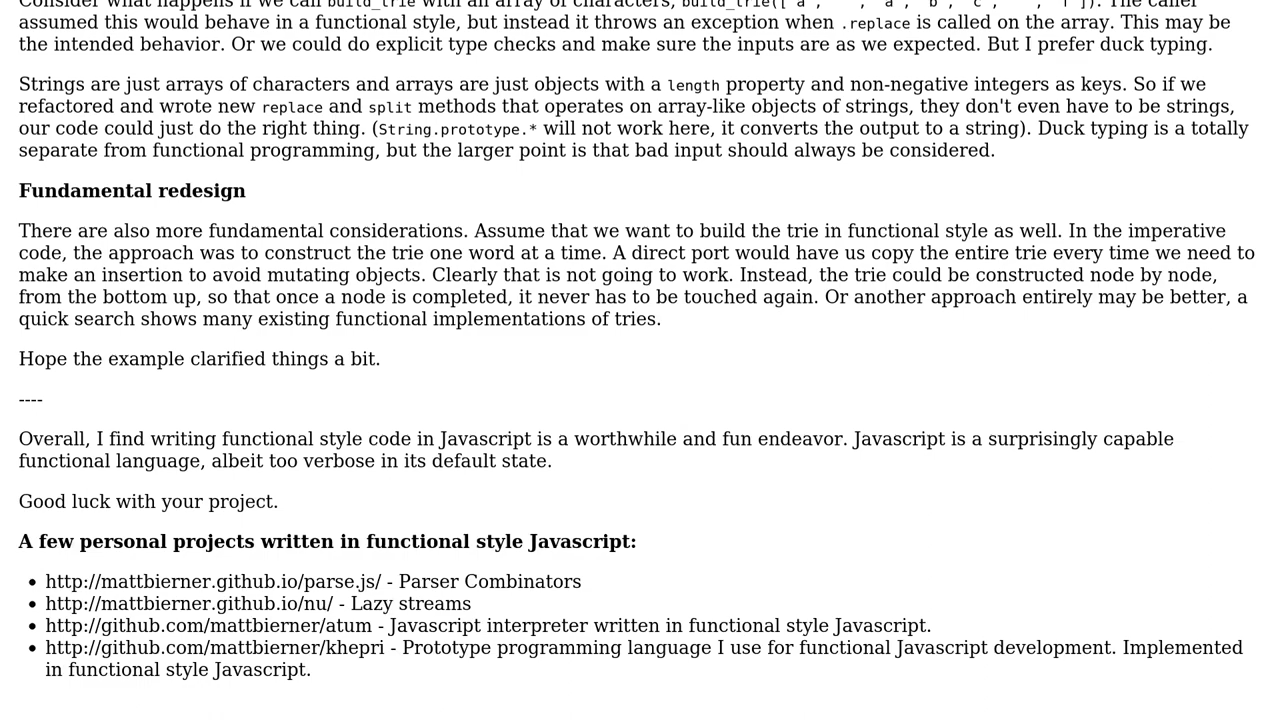 assumed this would behave in a functional style, but instead it throws an exception when .replace is called on the array. This may be
the intended behavior. Or we could do explicit type checks and make sure the inputs are as we expected. But I prefer duck typing.
Strings are just arrays of characters and arrays are just objects with a length property and non-negative integers as keys. So if we
refactored and wrote new replace and split methods that operates on array-like objects of strings, they don't even have to be strings,
our code could just do the right thing. (String.prototype.* will not work here, it converts the output to a string). Duck typing is a totally
separate from functional programming, but the larger point is that bad input should always be considered.
Fundamental redesign
There are also more fundamental considerations. Assume that we want to build the trie in functional style as well. In the imperative
code, the approach was to construct the trie one word at a time. A direct port would have us copy the entire trie every time we need to
make an insertion to avoid mutating objects. Clearly that is not going to work. Instead, the trie could be constructed node by node,
from the bottom up, so that once a node is completed, it never has to be touched again. Or another approach entirely may be better, a
quick search shows many existing functional implementations of tries.
Hope the example clarified things a bit.
----
Overall, I find writing functional style code in Javascript is a worthwhile and fun endeavor. Javascript is a surprisingly capable
functional language, albeit too verbose in its default state.
Good luck with your project.
A few personal projects written in functional style Javascript:
• http://mattbierner.github.io/parse.js/ - Parser Combinators
• http://mattbierner.github.io/nu/ - Lazy streams
• http://github.com/mattbierner/atum - Javascript interpreter written in functional style Javascript.
• http://github.com/mattbierner/khepri - Prototype programming language I use for functional Javascript development. Implemented
in functional style Javascript.